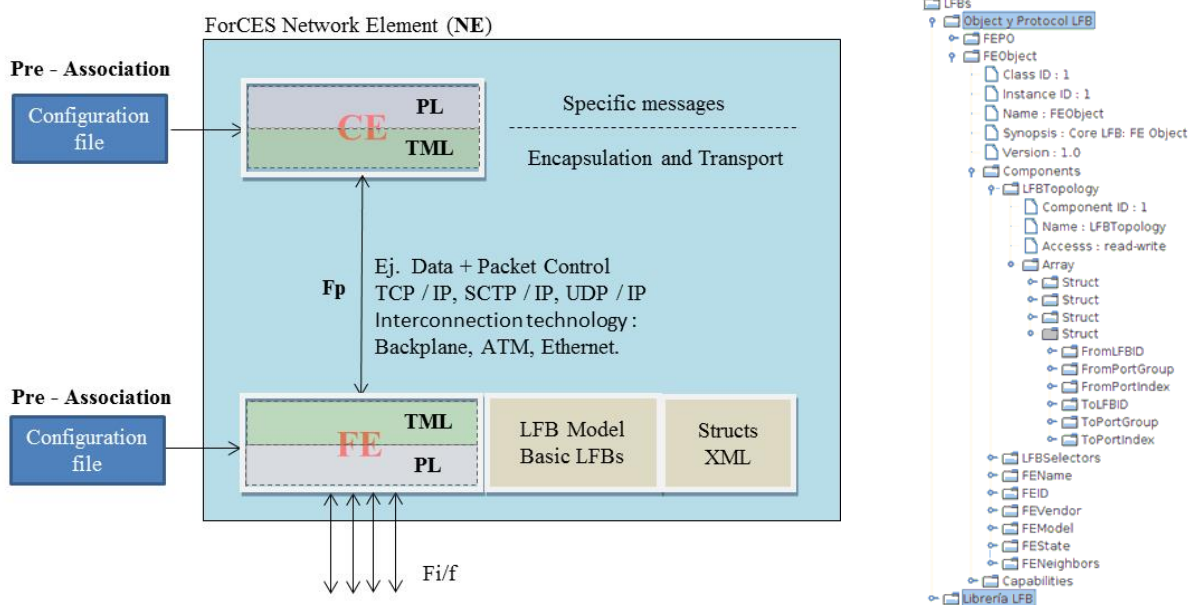 ForCES Network Element (NE)
Pre - Association
Configuration
file
PL
CE
TML
Specific messages
Encapsulation and Transport
Fp
Ej. Data + Packet Control
TCP / IP, SCTP / IP, UDP / IP
Interconnection technology :
Backplane, ATM, Ethernet.
Pre - Association
Configuration
file
TML
FE
PL
LFB Model
Basic LFBs
Structs
XML
Fi/f
LFBs
Object y Protocol LFB
FEPO
FEObject
Class ID : 1
Instance ID : 1
Name : FEObject
Synopsis : Core LFB: FE Object
Version : 1.0
Components
LFBTopology
Component ID : 1
Name : LFBTopology
Accesss : read-write
Array
Struct
Struct
Struct
Struct
FromLFBID
FromPortGroup
FromPortIndex
ToLFBID
ToPortGroup
ToPortIndex
LFBSelectors
FEName
FEID
FEVendor
FEModel
FEState
FENeighbors
Capabilities
Librería LFB